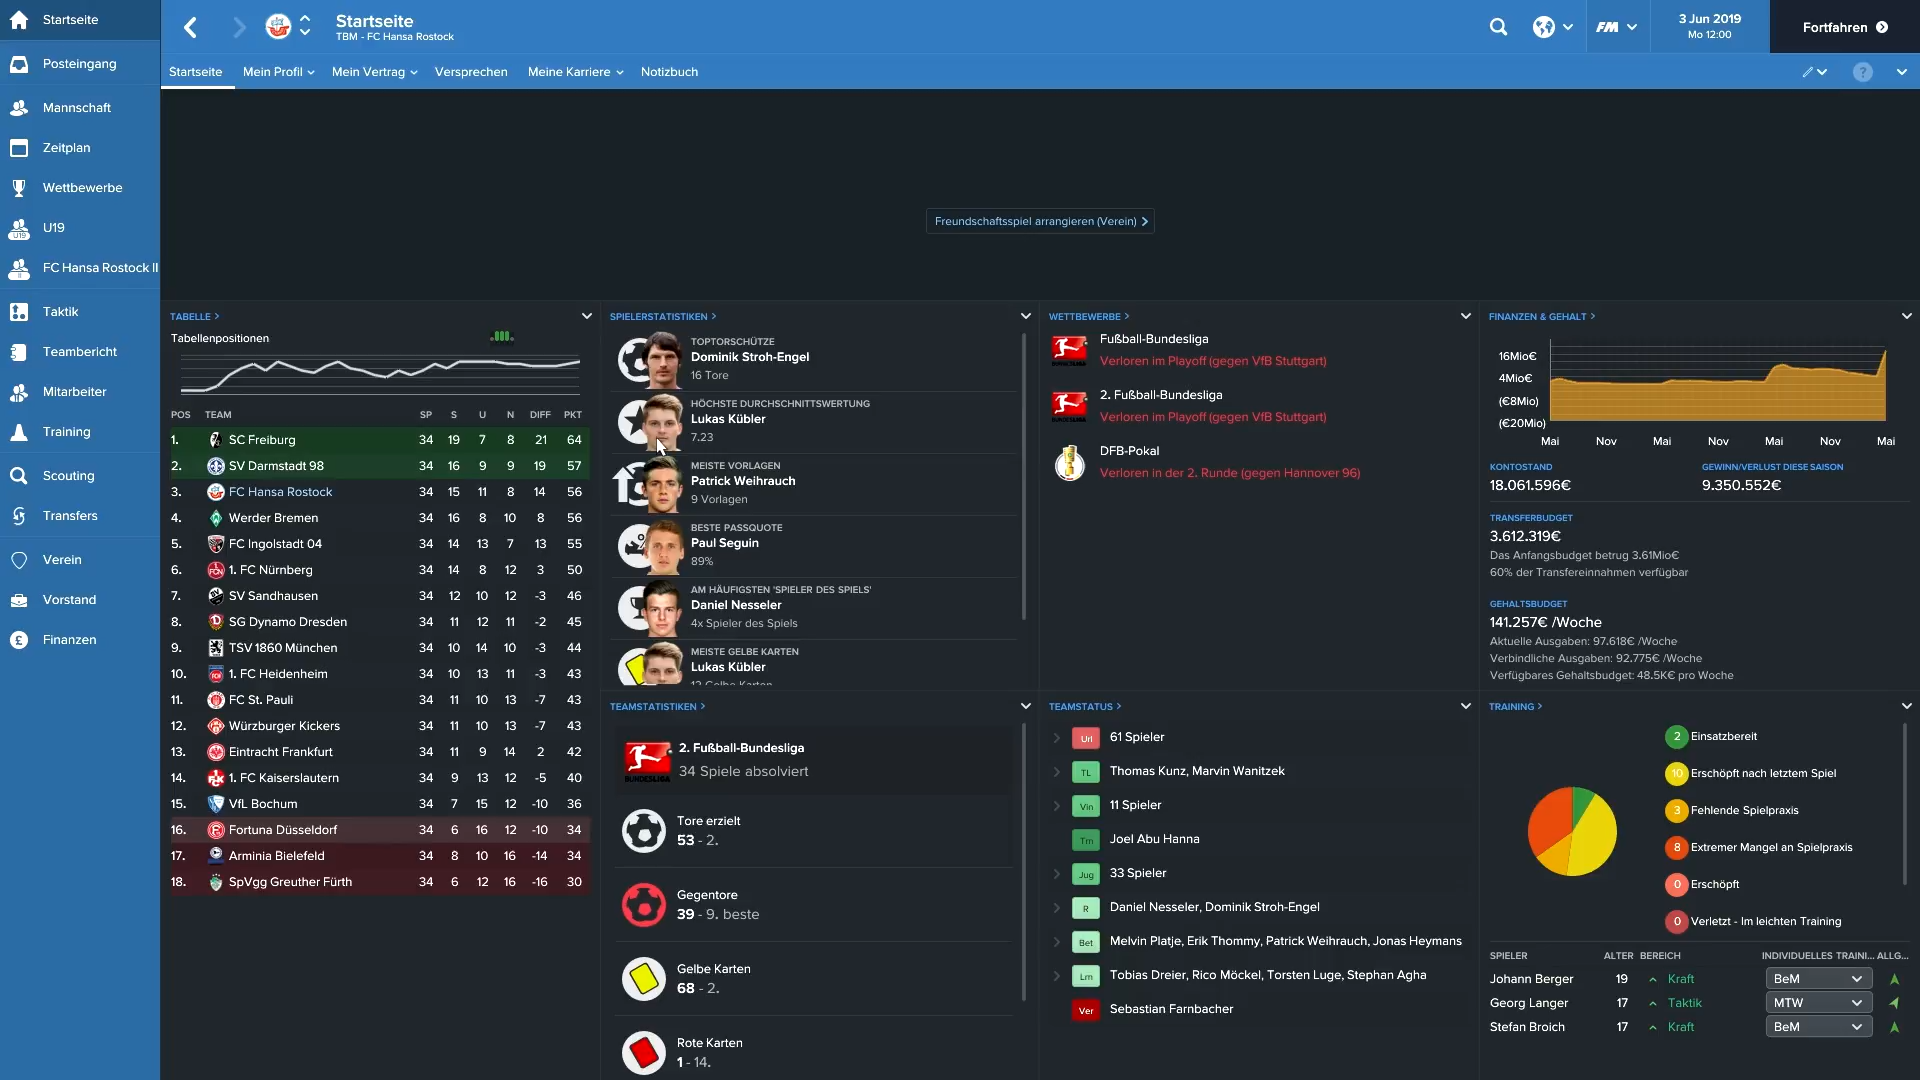 Startseite
Posteingang
Mannschaft
Zeitplan
Wettbewerbe
U19
FC Hansa Rostock II
Taktik
Teambericht
Mitarbeiter
Training
Scouting
Transfers
Verein
Vorstand
Finanzen
Startseite
TBM - FC Hansa Rostock
FM
3 Jun 2019
Mo 12:00
Fortfahren
Startseite Mein Profil Mein Vertrag Versprechen Meine Karriere Notizbuch
?
Freundschaftsspiel arrangieren (Verein)
TABELLE
Tabellenpositionen
POS TEAM SP S U N DIFF PKT
1. SC Freiburg 34 19 7 8 21 64
2. SV Darmstadt 98 34 16 9 9 19 57
3. FC Hansa Rostock 34 15 11 8 14 56
4. Werder Bremen 34 16 8 10 8 56
5. FC Ingolstadt 04 34 14 13 7 13 55
6. 1. FC Nürnberg 34 14 8 12 3 50
7. SV Sandhausen 34 12 10 12 -3 46
8. SG Dynamo Dresden 34 11 12 11 -2 45
9. TSV 1860 München 34 10 14 10 -3 44
10. 1. FC Heidenheim 34 10 13 11 -3 43
11. FC St. Pauli 34 11 10 13 -7 43
12. Würzburger Kickers 34 11 10 13 -7 43
13. Eintracht Frankfurt 34 11 9 14 2 42
14. 1. FC Kaiserslautern 34 9 13 12 -5 40
15. VfL Bochum 34 7 15 12 -10 36
16. Fortuna Düsseldorf 34 6 16 12 -10 34
17. Arminia Bielefeld 34 8 10 16 -14 34
18. SpVgg Greuther Fürth 34 6 12 16 -16 30
SPIELERSTATISTIKEN
TOPTORSCHÜTZE
Dominik Stroh-Engel
16 Tore
HÖCHSTE DURCHSCHNITTSWERTUNG
Lukas Kübler
7.23
MEISTE VORLAGEN
Patrick Weihrauch
9 Vorlagen
BESTE PASSQUOTE
Paul Seguin
89%
AM HÄUFIGSTEN 'SPIELER DES SPIELS'
Daniel Nesseler
4x Spieler des Spiels
MEISTE GELBE KARTEN
Lukas Kübler
Gelbe Karten
TEAMSTATISTIKEN
2. Fußball-Bundesliga
34 Spiele absolviert
BUNDESLIGA
Tore erzielt
53 - 2.
Gegentore
39 - 9. beste
Gelbe Karten
68 - 2.
Rote Karten
1 - 14.
WETTBEWERBE
Fußball-Bundesliga
Verloren im Playoff (gegen VfB Stuttgart)
2. Fußball-Bundesliga
Verloren im Playoff (gegen VfB Stuttgart)
DFB-Pokal
Verloren in der 2. Runde (gegen Hannover 96)
TEAMSTATUS
Url 61 Spieler
TL Thomas Kunz, Marvin Wanitzek
Vin 11 Spieler
Trn Joel Abu Hanna
Jug 33 Spieler
R Daniel Nesseler, Dominik Stroh-Engel
Bet Melvin Platje, Erik Thommy, Patrick Weihrauch, Jonas Heymans
Lm Tobias Dreier, Rico Möckel, Torsten Luge, Stephan Agha
Ver Sebastian Farnbacher
FINANZEN & GEHALT
16Mio€
4Mio€
(€8Mio)
(€20Mio)
Mai Nov Mai Nov Mai Nov Mai
KONTOSTAND
18.061.596€
GEWINN/VERLUST DIESE SAISON
9.350.552€
TRANSFERBUDGET
3.612.319€
Das Anfangsbudget betrug 3.61Mio€
60% der Transfereinnahmen verfügbar
GEHALTSBUDGET
141.257€ /Woche
Aktuelle Ausgaben: 97.618€ /Woche
Verbindliche Ausgaben: 92.775€ /Woche
Verfügbares Gehaltsbudget: 48.5K€ pro Woche
TRAINING
2 Einsatzbereit
10 Erschöpft nach letztem Spiel
3 Fehlende Spielpraxis
8 Extremer Mangel an Spielpraxis
0 Erschöpft
0 Verletzt - Im leichten Training
SPIELER ALTER BEREICH INDIVIDUELLES TRAINI... ALLG...
Johann Berger 19 Kraft BeM
Georg Langer 17 Taktik MTW
Stefan Broich 17 Kraft BeM